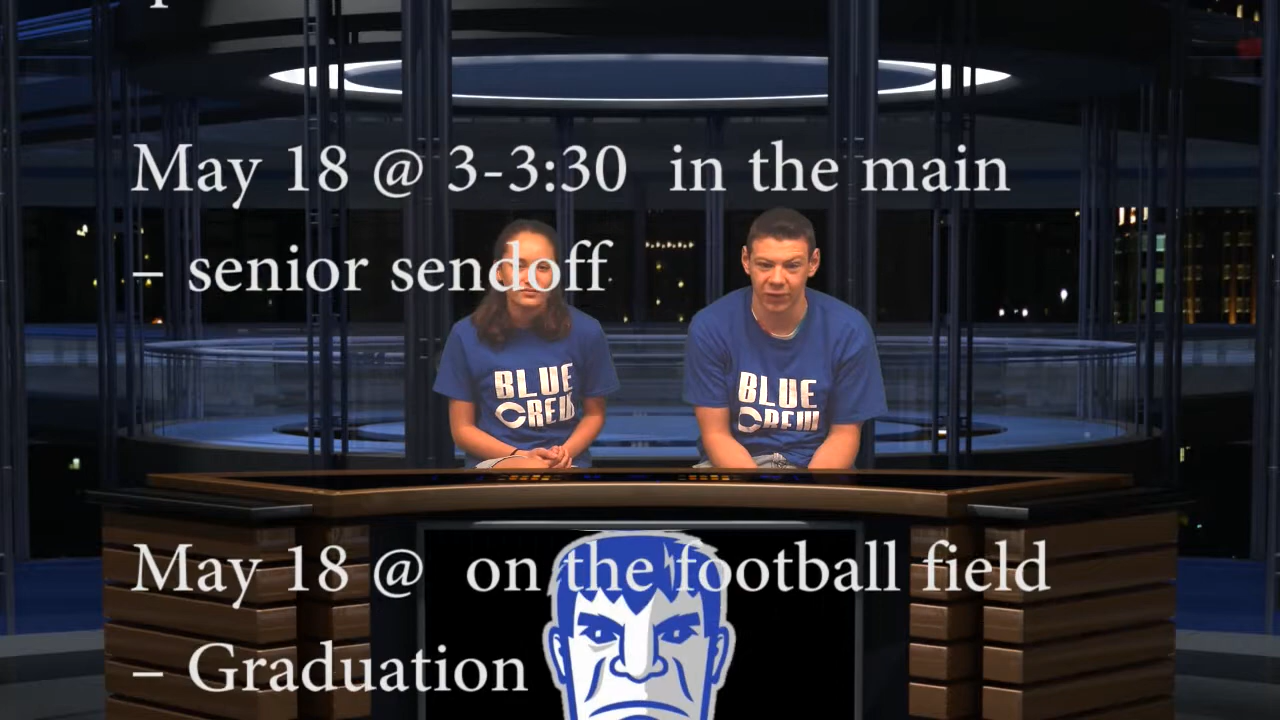 May 18 @ 3-3:30 in the main
– senior sendoff
BLUE
CREW
BLUE
CREW
May 18 @ on the football field
– Graduation